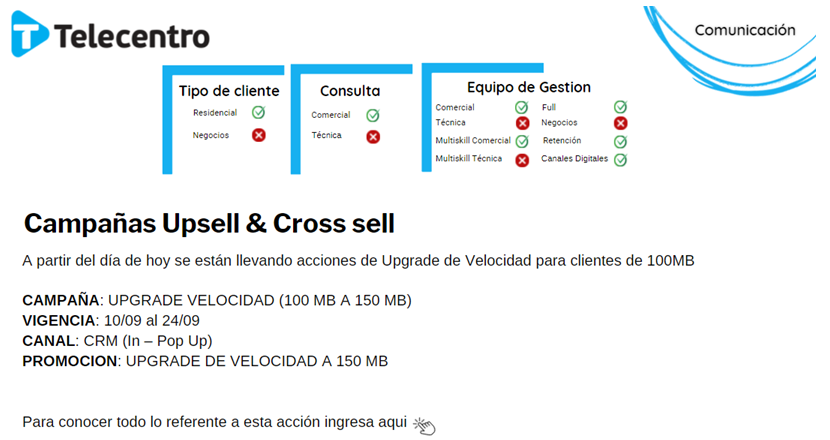 Telecentro
Comunicación
Tipo de cliente
Residencial
Negocios
Consulta
Comercial
Técnica
Equipo de Gestion
Comercial
Full
Técnica
Negocios
Multiskill Comercial
Retención
Multiskill Técnica
Canales Digitales
Campañas Upsell & Cross sell
A partir del día de hoy se están llevando acciones de Upgrade de Velocidad para clientes de 100MB
CAMPAÑA: UPGRADE VELOCIDAD (100 MB A 150 MB)
VIGENCIA: 10/09 al 24/09
CANAL: CRM (In – Pop Up)
PROMOCION: UPGRADE DE VELOCIDAD A 150 MB
Para conocer todo lo referente a esta acción ingresa aqui